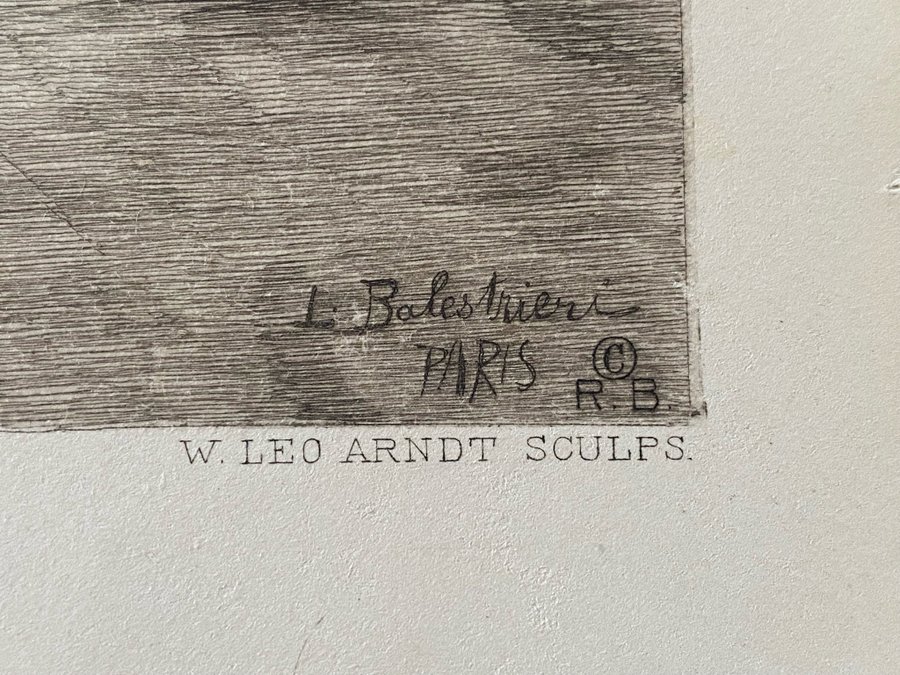 L. Balestrieri
PARIS
©
R. B.
W. LEO ARNDT SCULPS.